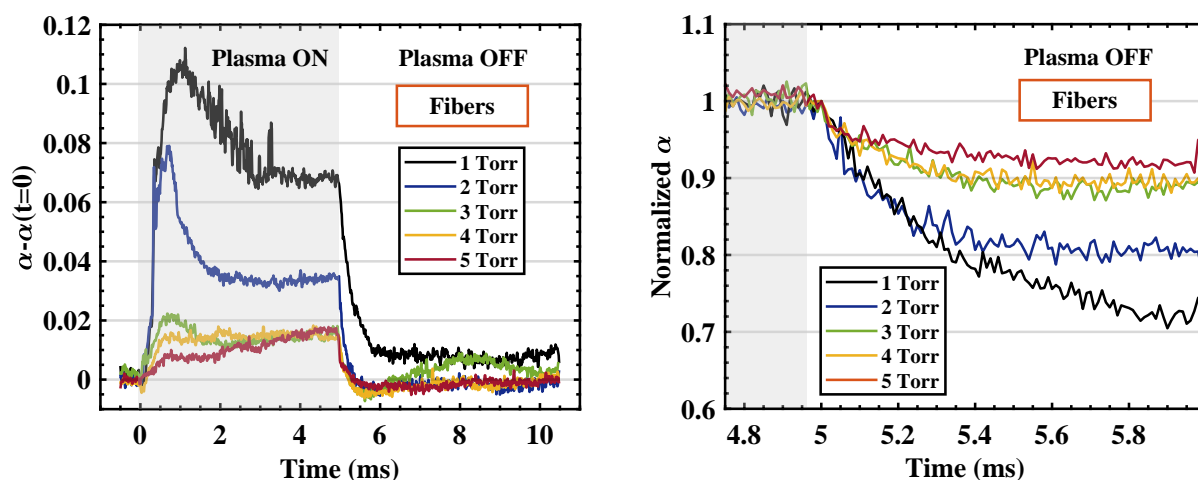 0.12
0.1
0.08
0.06
0.04
0.02
0
α-α(t=0)
Plasma ON
Plasma OFF
Fibers
1 Torr
2 Torr
3 Torr
4 Torr
5 Torr
0 2 4 6 8 10
Time (ms)
1.1
1
0.9
0.8
0.7
0.6
Normalized α
Plasma OFF
Fibers
1 Torr
2 Torr
3 Torr
4 Torr
5 Torr
4.8 5 5.2 5.4 5.6 5.8
Time (ms)